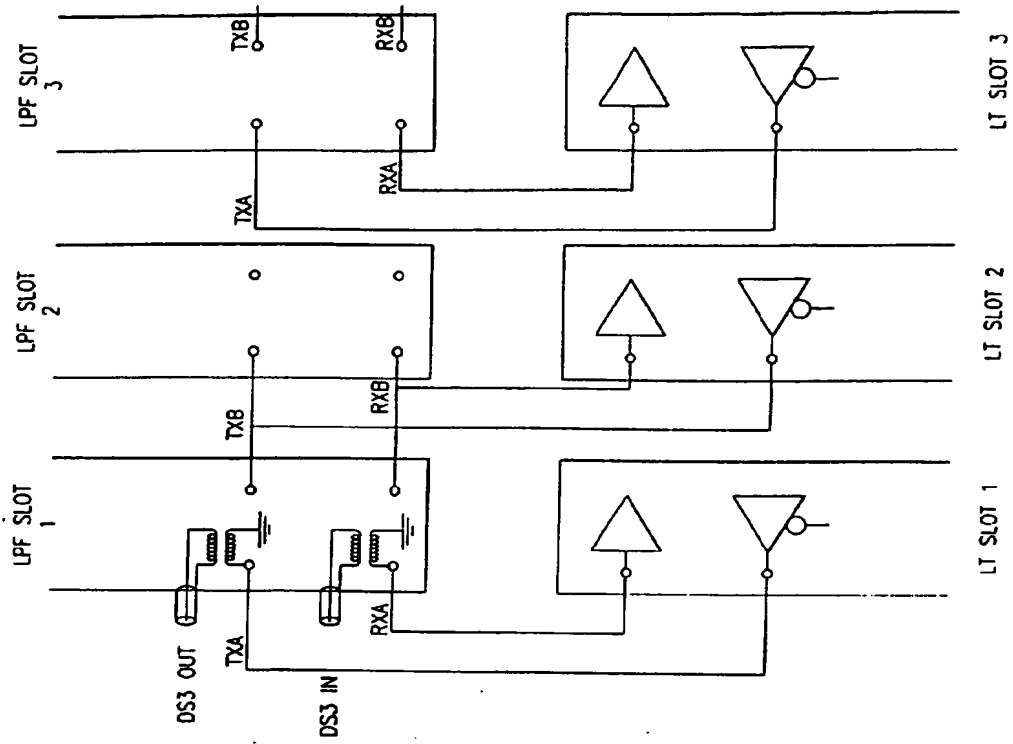 LPF SLOT
1
LPF SLOT
2
LPF SLOT
3
DS3 OUT
TXA
TXB
TXA
TXB
DS3 IN
RXA
RXB
RXA
RXB
LT SLOT 1
LT SLOT 2
LT SLOT 3